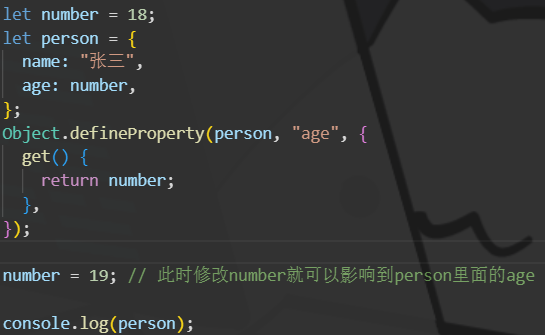 let number = 18;
let person = {
  name: "张三",
  age: number,
};
Object.defineProperty(person, "age", {
  get() {
    return number;
  },
});
number = 19; // 此时修改number就可以影响到person里面的age
console.log(person);